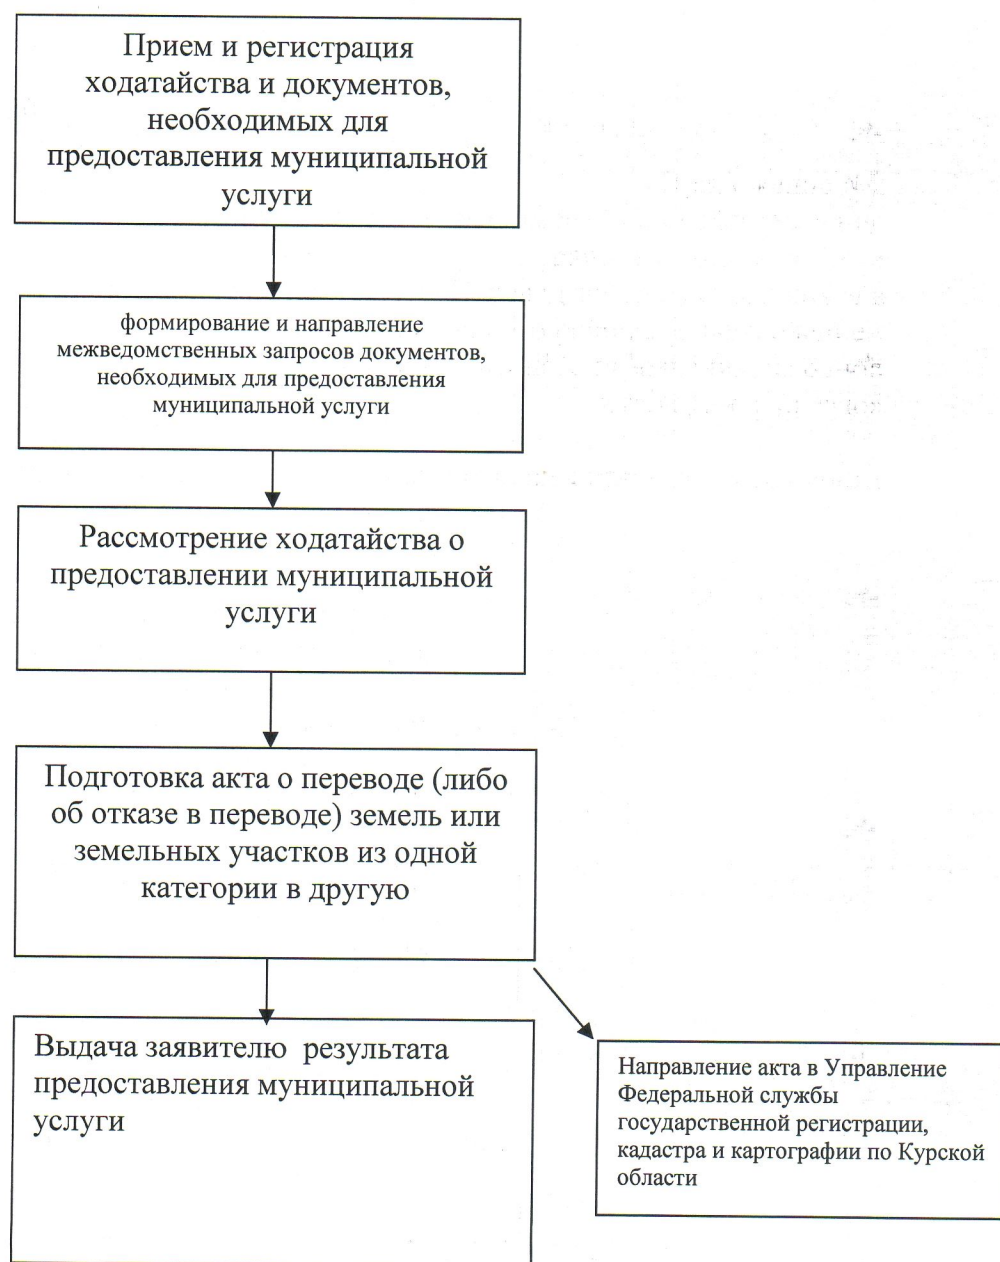 Прием и регистрация
ходатайства и документов,
необходимых для
предоставления муниципальной
услуги
формирование и направление
межведомственных запросов документов,
необходимых для предоставления
муниципальной услуги
Рассмотрение ходатайства о
предоставлении муниципальной
услуги
Подготовка акта о переводе (либо
об отказе в переводе) земель или
земельных участков из одной
категории в другую
Выдача заявителю результата
предоставления муниципальной
услуги
Направление акта в Управление
Федеральной службы
государственной регистрации,
кадастра и картографии по Курской
области